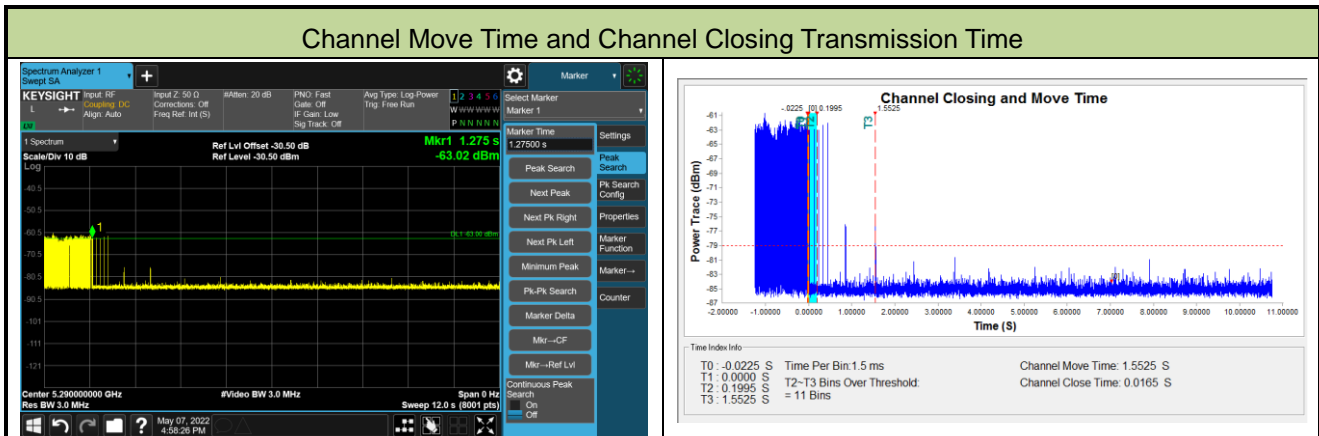 Channel Move Time and Channel Closing Transmission Time
Spectrum Analyzer 1
Swept SA
Marker
KEYSIGHT
L
Input: RF
Coupling: DC
Align: Auto
Input Z: 50 Ω
Corrections: Off
Freq Ref: Int (S)
#Atten: 20 dB
PNO: Fast
Gate: Off
IF Gain: Low
Sig Track: Off
Avg Type: Log-Power
Trig: Free Run
1 2 3 4 5 6
W W W W W W
P N N N N N
Select Marker
Marker 1
1 Spectrum
Scale/Div 10 dB
Log
Ref Lvl Offset -30.50 dB
Ref Level -30.50 dBm
Mkr1 1.275 s
-63.02 dBm
Marker Time
1.27500 s
Peak Search
Next Peak
Next Pk Right
Next Pk Left
Minimum Peak
Pk-Pk Search
Marker Delta
Mkr→CF
Mkr→Ref Lvl
Continuous Peak
Search
On
Off
Settings
Peak
Search
Pk Search
Config
Properties
Marker
Function
Marker→
Counter
-40.5
-50.5
-60.5
-70.5
-80.5
-90.5
-101
-111
-121
1
Center 5.290000000 GHz
Res BW 3.0 MHz
#Video BW 3.0 MHz
Span 0 Hz
Sweep 12.0 s (8001 pts)
May 07, 2022
4:58:26 PM
Channel Closing and Move Time
-.0225 [0] 0.1995 1.5525
T3
Power Trace (dBm)
-61
-63
-65
-67
-69
-71
-73
-75
-77
-79
-81
-83
-85
-87
-2.00000 -1.00000 0.00000 1.00000 2.00000 3.00000 4.00000 5.00000 6.00000 7.00000 8.00000 9.00000 10.00000 11.00000
Time (S)
Time Index Info
T0 : -0.0225 S
T1 : 0.0000 S
T2 : 0.1995 S
T3 : 1.5525 S
Time Per Bin:1.5 ms
T2~T3 Bins Over Threshold:
= 11 Bins
Channel Move Time: 1.5525 S
Channel Close Time: 0.0165 S